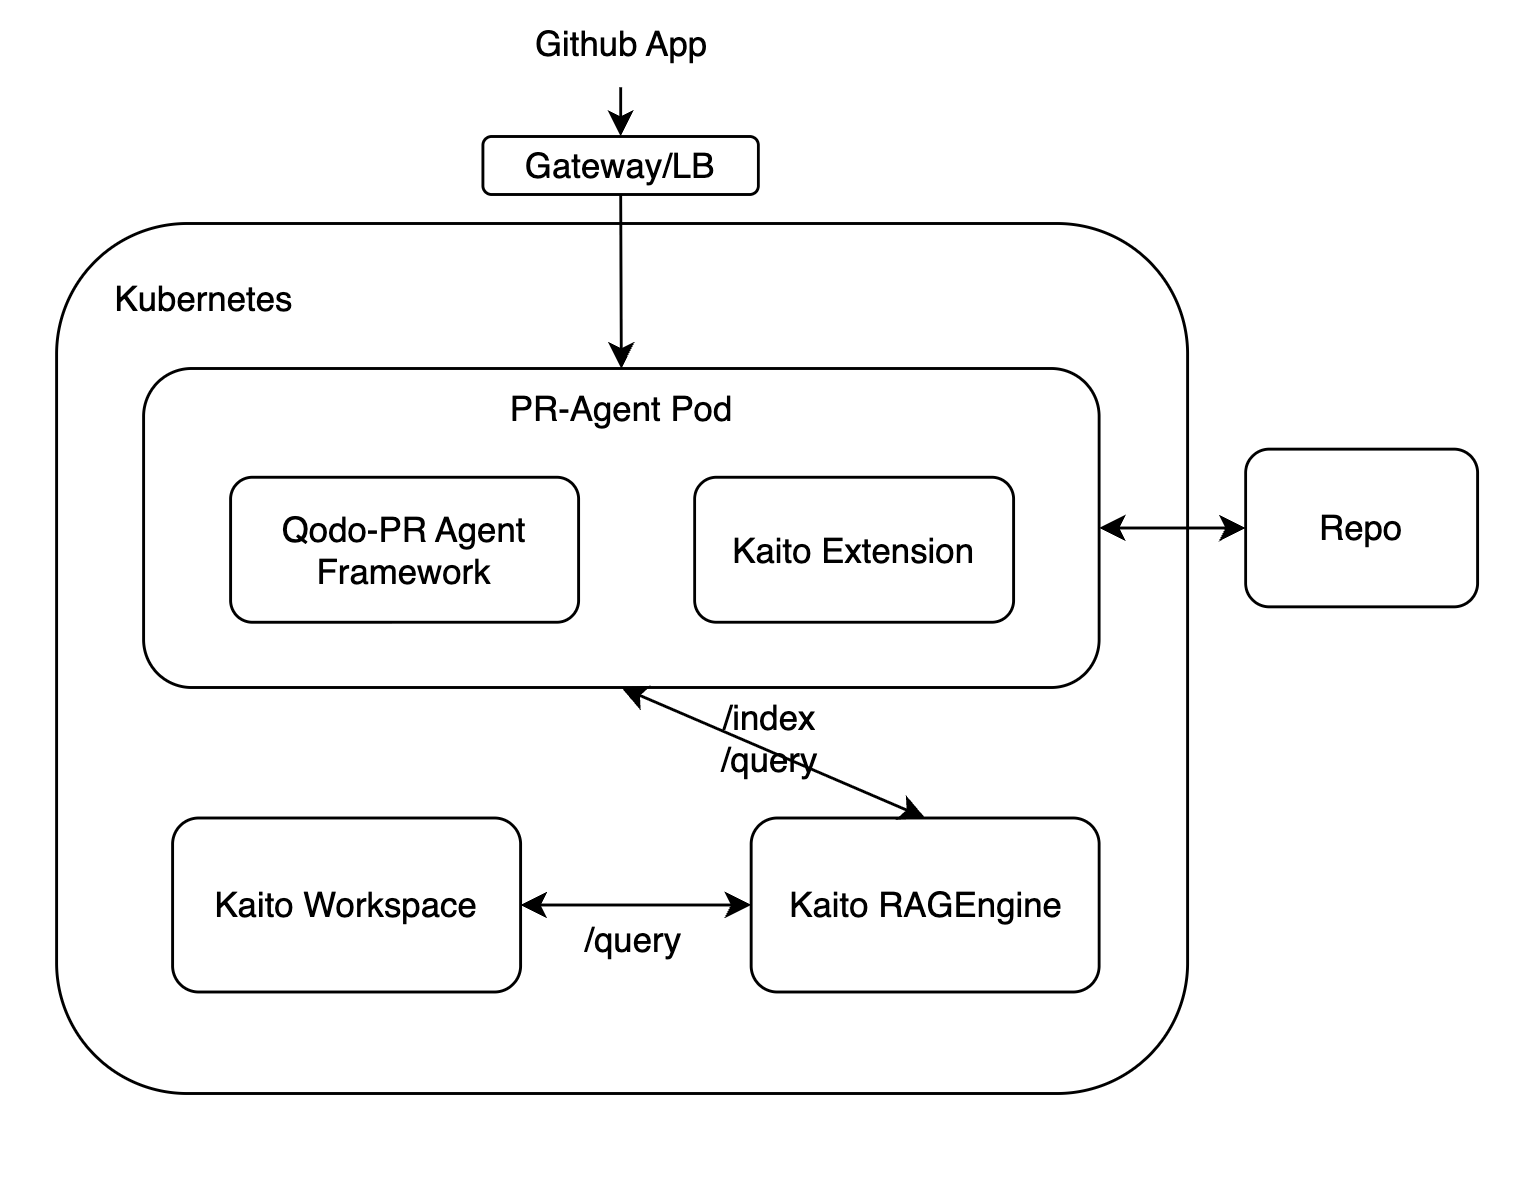 Github App
Gateway/LB
Kubernetes
PR-Agent Pod
Qodo-PR Agent
Framework
Kaito Extension
Repo
/index
/query
Kaito Workspace
/query
Kaito RAGEngine